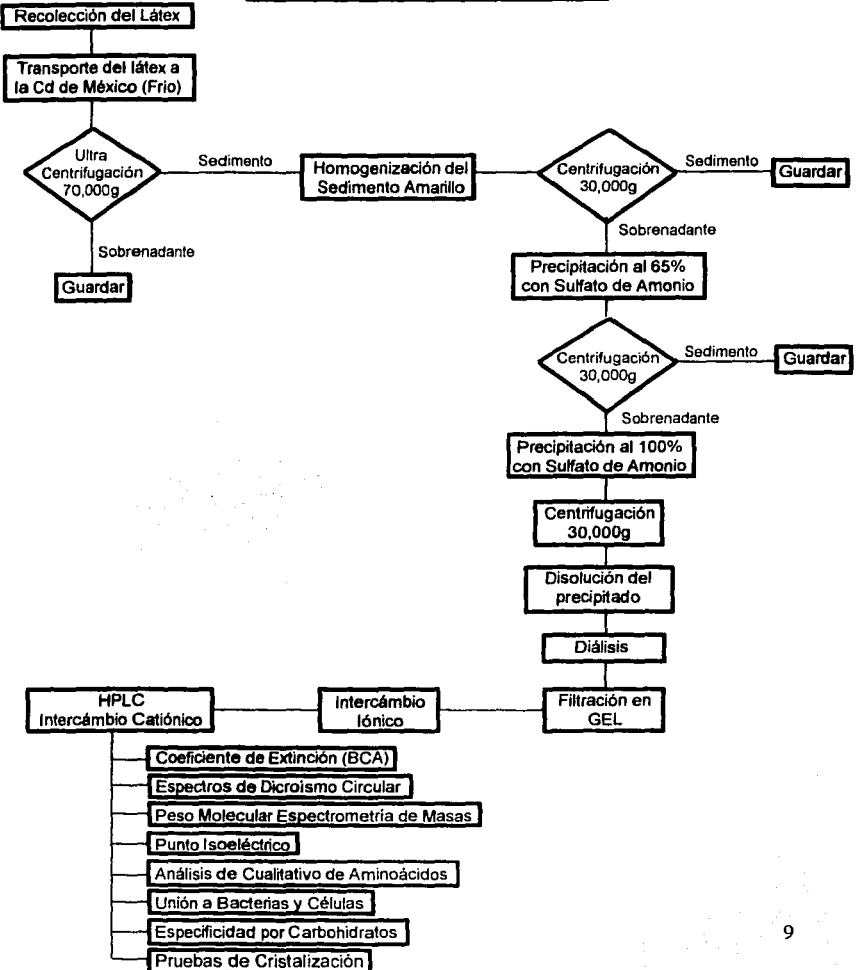 Recolección del Látex
Transporte del látex a
la Cd de México (Frio)
Ultra
Centrifugación
70,000g
Sedimento
Homogenización del
Sedimento Amarillo
Centrifugación
30,000g
Sedimento
Guardar
Sobrenadante
Guardar
Sobrenadante
Precipitación al 65%
con Sulfato de Amonio
Centrifugación
30,000g
Sedimento
Guardar
Sobrenadante
Precipitación al 100%
con Sulfato de Amonio
Centrifugación
30,000g
Disolución del
precipitado
Diálisis
Filtración en
GEL
Intercámbio
Iónico
HPLC
Intercámbio Catiónico
Coeficiente de Extinción (BCA)
Espectros de Dicroismo Circular
Peso Molecular Espectrometría de Masas
Punto Isoeléctrico
Análisis de Cualitativo de Aminoácidos
Unión a Bacterias y Células
Especificidad por Carbohidratos
Pruebas de Cristalización
9